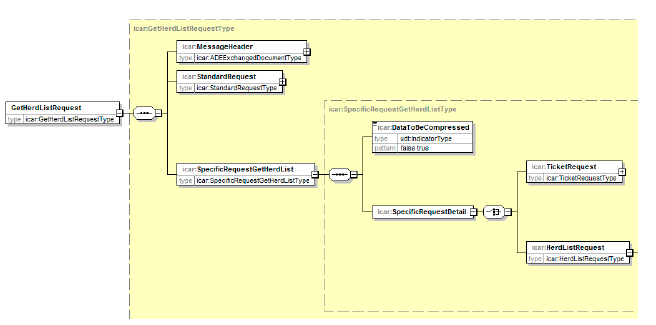 icar:GetHerdListRequestType
icar:MessageHeader
type icar:ADEExchangedDocumentType
icar:StandardRequest
type icar:StandardRequestType
GetHerdListRequest
type icar:GetHerdListRequestType
icar:SpecificRequestGetHerdListType
icar:DataToBeCompressed
type udt:IndicatorType
pattern false true
icar:SpecificRequestGetHerdList
type icar:SpecificRequestGetHerdListType
icar:TicketRequest
type icar:TicketRequestType
icar:SpecificRequestDetail
icar:HerdListRequest
type icar:HerdListRequestType